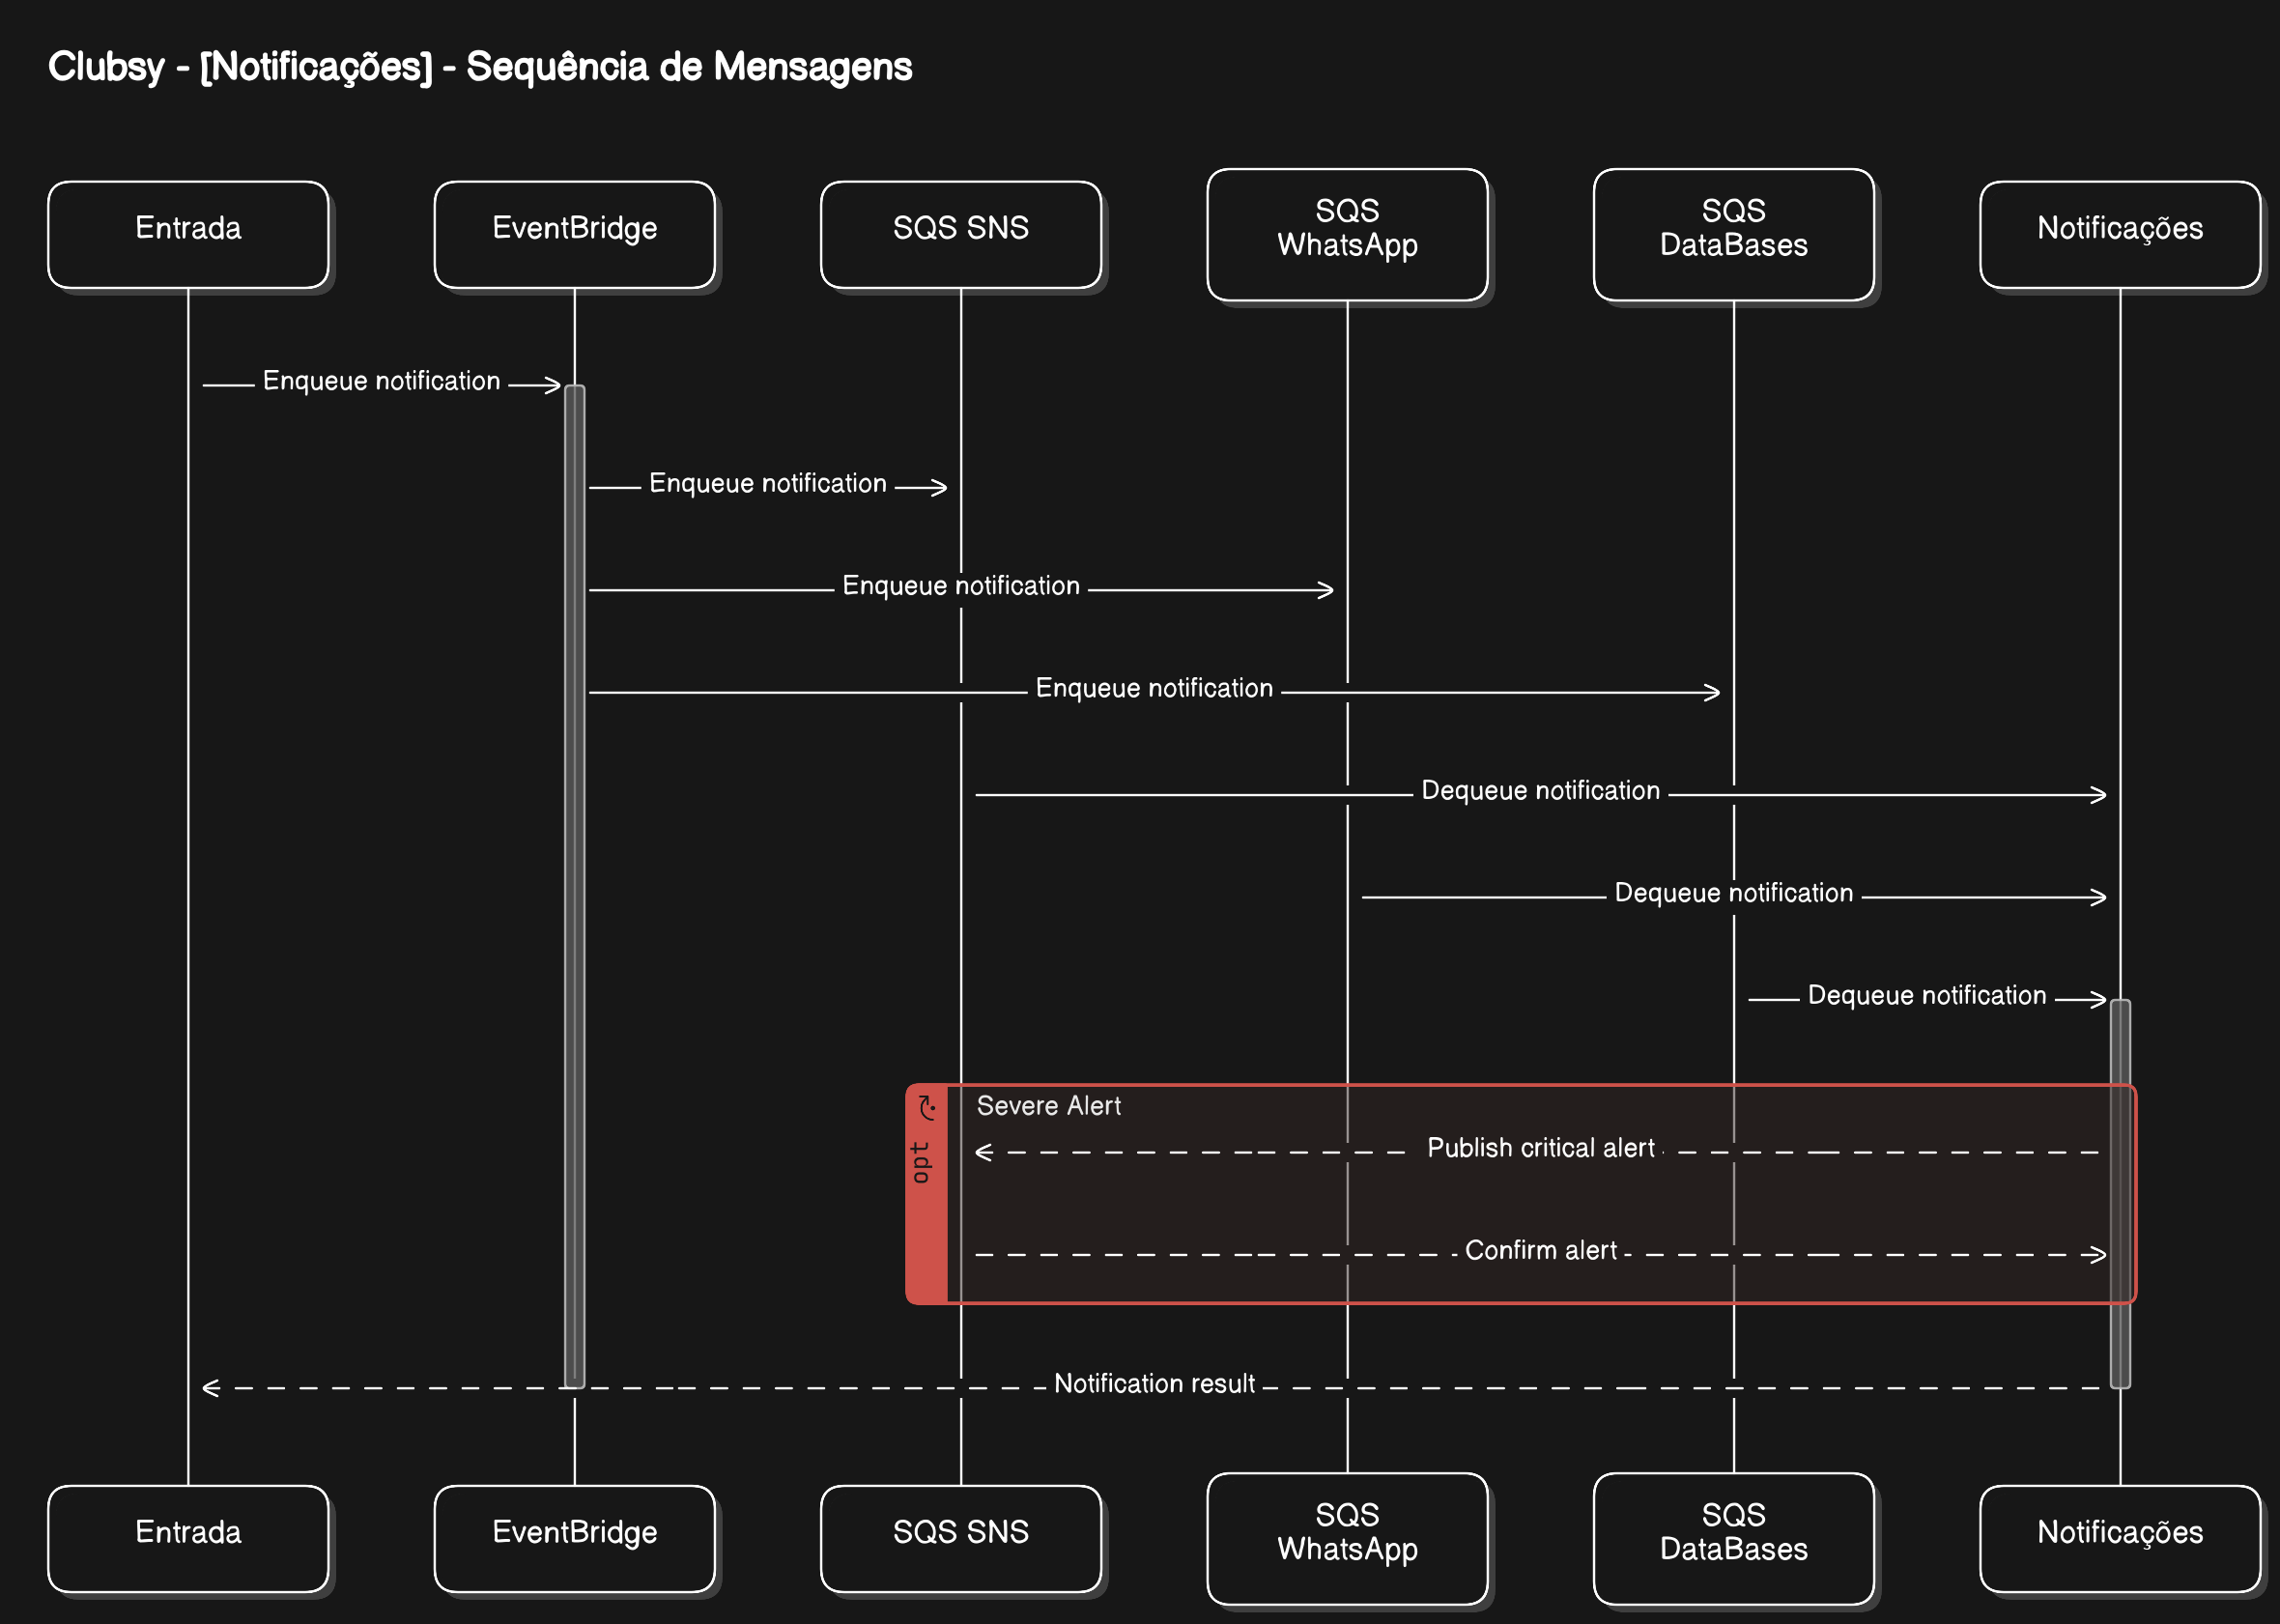 Clubsy - [Notificações] - Sequência de Mensagens
Entrada
EventBridge
SQS SNS
SQS
WhatsApp
SQS
DataBases
Notificações
Enqueue notification
Enqueue notification
Enqueue notification
Enqueue notification
Dequeue notification
Dequeue notification
Dequeue notification
opt
Severe Alert
Publish critical alert
Confirm alert
Notification result
Entrada
EventBridge
SQS SNS
SQS
WhatsApp
SQS
DataBases
Notificações